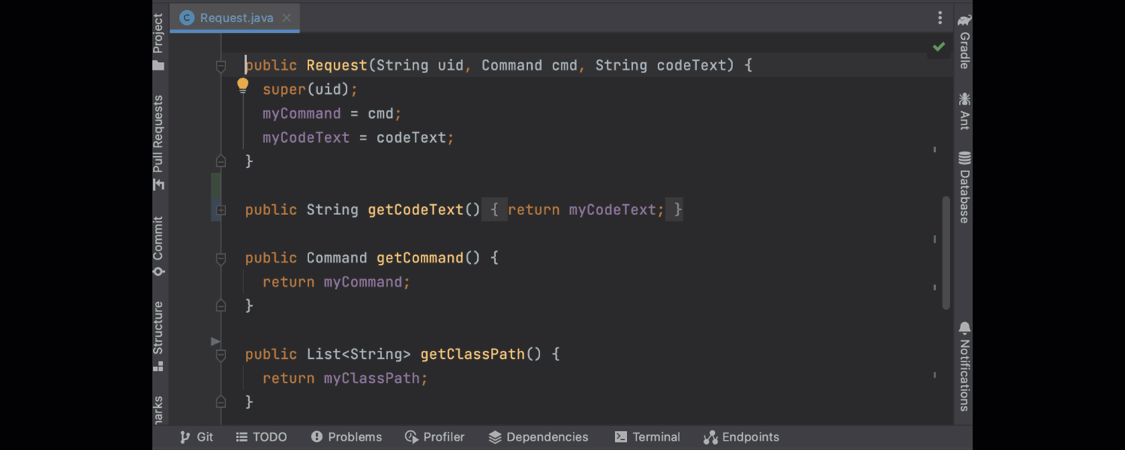 Request.java
public Request(String uid, Command cmd, String codeText) {
super(uid);
myCommand = cmd;
myCodeText = codeText;
}
public String getCodeText() { return myCodeText; }
public Command getCommand() {
return myCommand;
}
public List<String> getClassPath() {
return myClassPath;
}
Project
Pull Requests
Commit
Structure
Gradle
Ant
Database
Notifications
Git
TODO
Problems
Profiler
Dependencies
Terminal
Endpoints